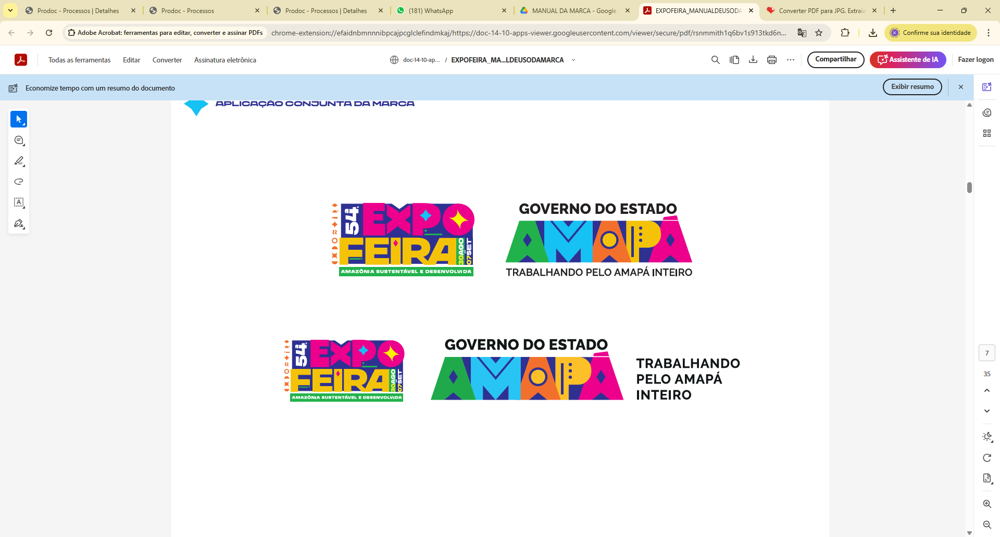 Prodoc - Processos | Detalhes
Prodoc - Processos
Prodoc - Processos | Detalhes
(181) WhatsApp
MANUAL DA MARCA - Google
EXPOFEIRA_MANUALDEUSODA
Converter PDF para JPG. Extraia
Adobe Acrobat: ferramentas para editar, converter e assinar PDFs
chrome-extension://efaidnbmnnnibpcajpcglclefindmkaj/https://doc-14-10-apps-viewer.googleusercontent.com/viewer/secure/pdf/rsnmmith1q6bv1s913tkd6n...
K
Confirme sua identidade
Todas as ferramentas
Editar
Converter
Assinatura eletrônica
doc-14-10-ap... / EXPOFEIRA_MA...LDEUSODAMARCA
Compartilhar
Assistente de IA
Fazer logon
Economize tempo com um resumo do documento
Exibir resumo
APLICAÇÃO CONJUNTA DA MARCA
54ª
EXPO
FEIRA
30AGO
07SET
AMAZÔNIA SUSTENTÁVEL E DESENVOLVIDA
GOVERNO DO ESTADO
AMAPÁ
TRABALHANDO PELO AMAPÁ INTEIRO
54ª
EXPO
FEIRA
30AGO
07SET
AMAZÔNIA SUSTENTÁVEL E DESENVOLVIDA
GOVERNO DO ESTADO
AMAPÁ
TRABALHANDO
PELO AMAPÁ
INTEIRO
7
35